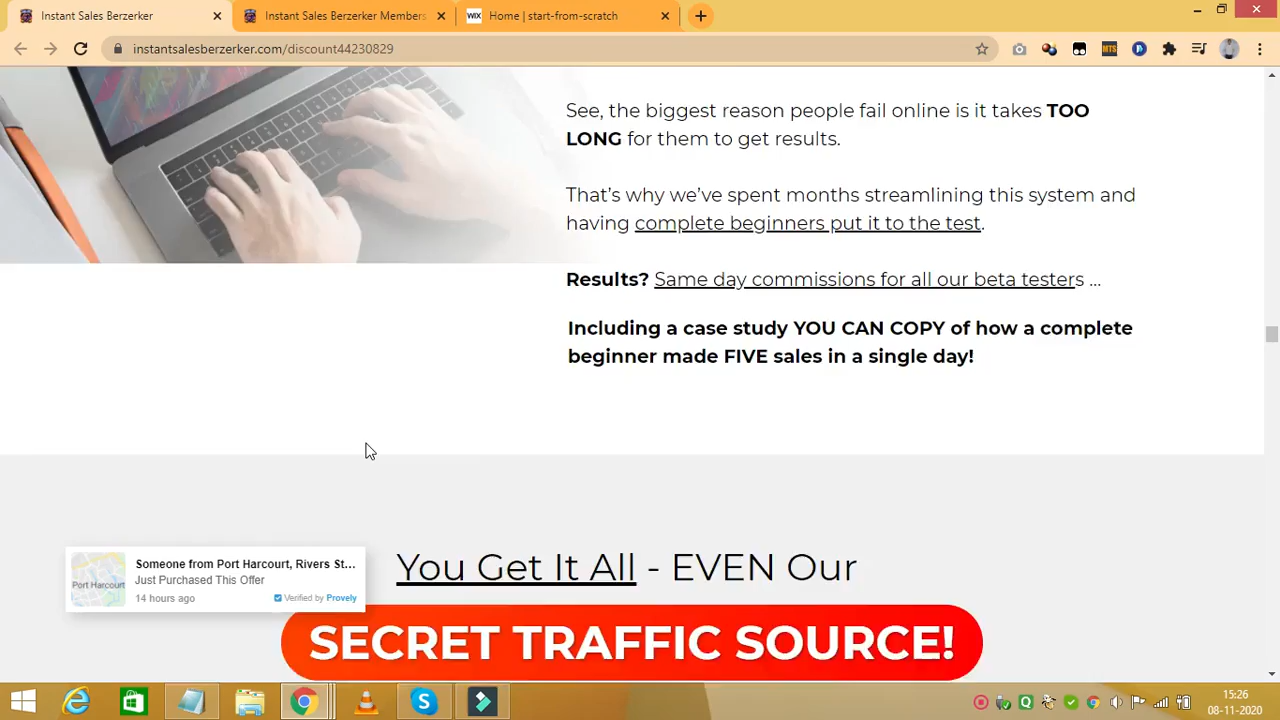 Instant Sales Berzerker
Instant Sales Berzerker Members
WIX
Home | start-from-scratch
instantsalesberzerker.com/discount44230829
MTS
See, the biggest reason people fail online is it takes TOO
LONG for them to get results.
That's why we've spent months streamlining this system and
having complete beginners put it to the test.
Results? Same day commissions for all our beta testers ...
Including a case study YOU CAN COPY of how a complete
beginner made FIVE sales in a single day!
You Get It All - EVEN Our
SECRET TRAFFIC SOURCE!
Port Harcourt
Someone from Port Harcourt, Rivers St...
Just Purchased This Offer
14 hours ago
Verified by Provely
15:26
08-11-2020